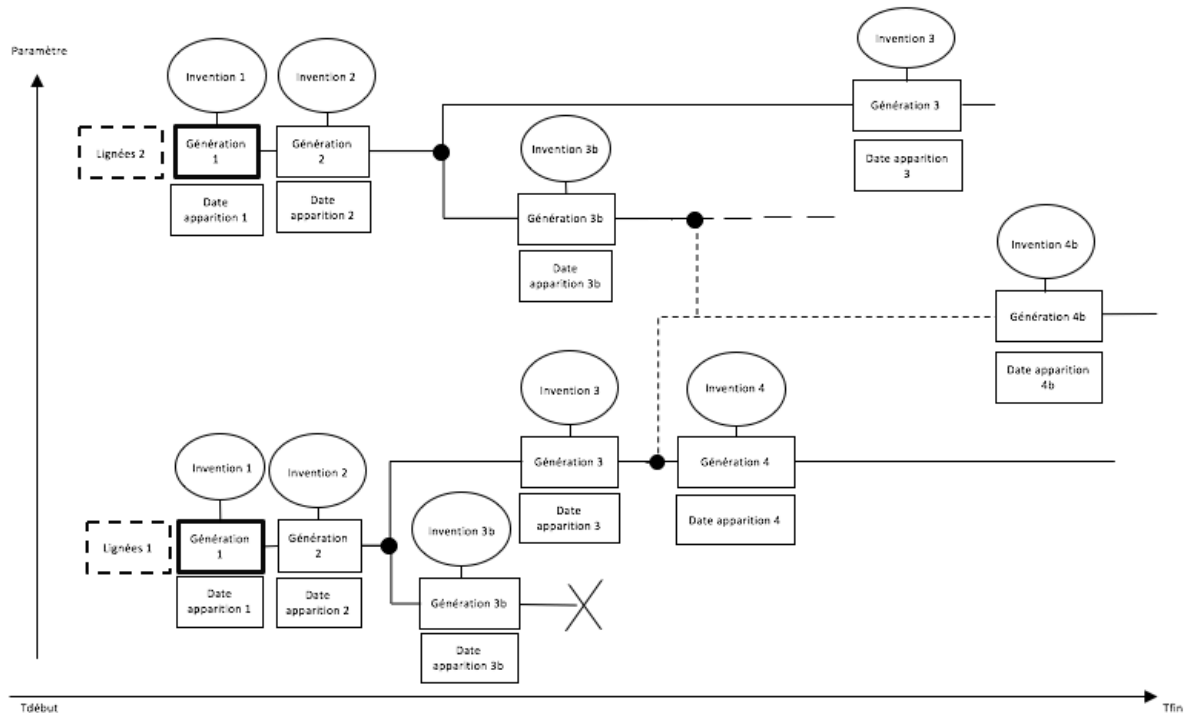 Paramètre
Invention 3
Invention 1
Invention 2
Génération 3
Invention 3b
Lignées 2
Génération
1
Génération
2
Date apparition
3
Date
apparition 1
Date
apparition 2
Génération 3b
Invention 4b
Date
apparition 3b
Génération 4b
Date apparition
4b
Invention 3
Invention 4
Invention 1
Invention 2
Génération 3
Génération 4
Date
apparition 3
Date apparition 4
Invention 3b
Lignées 1
Génération
1
Génération
2
Date
apparition 1
Date
apparition 2
Génération 3b
Date
apparition 3b
Tdébut
Tfin